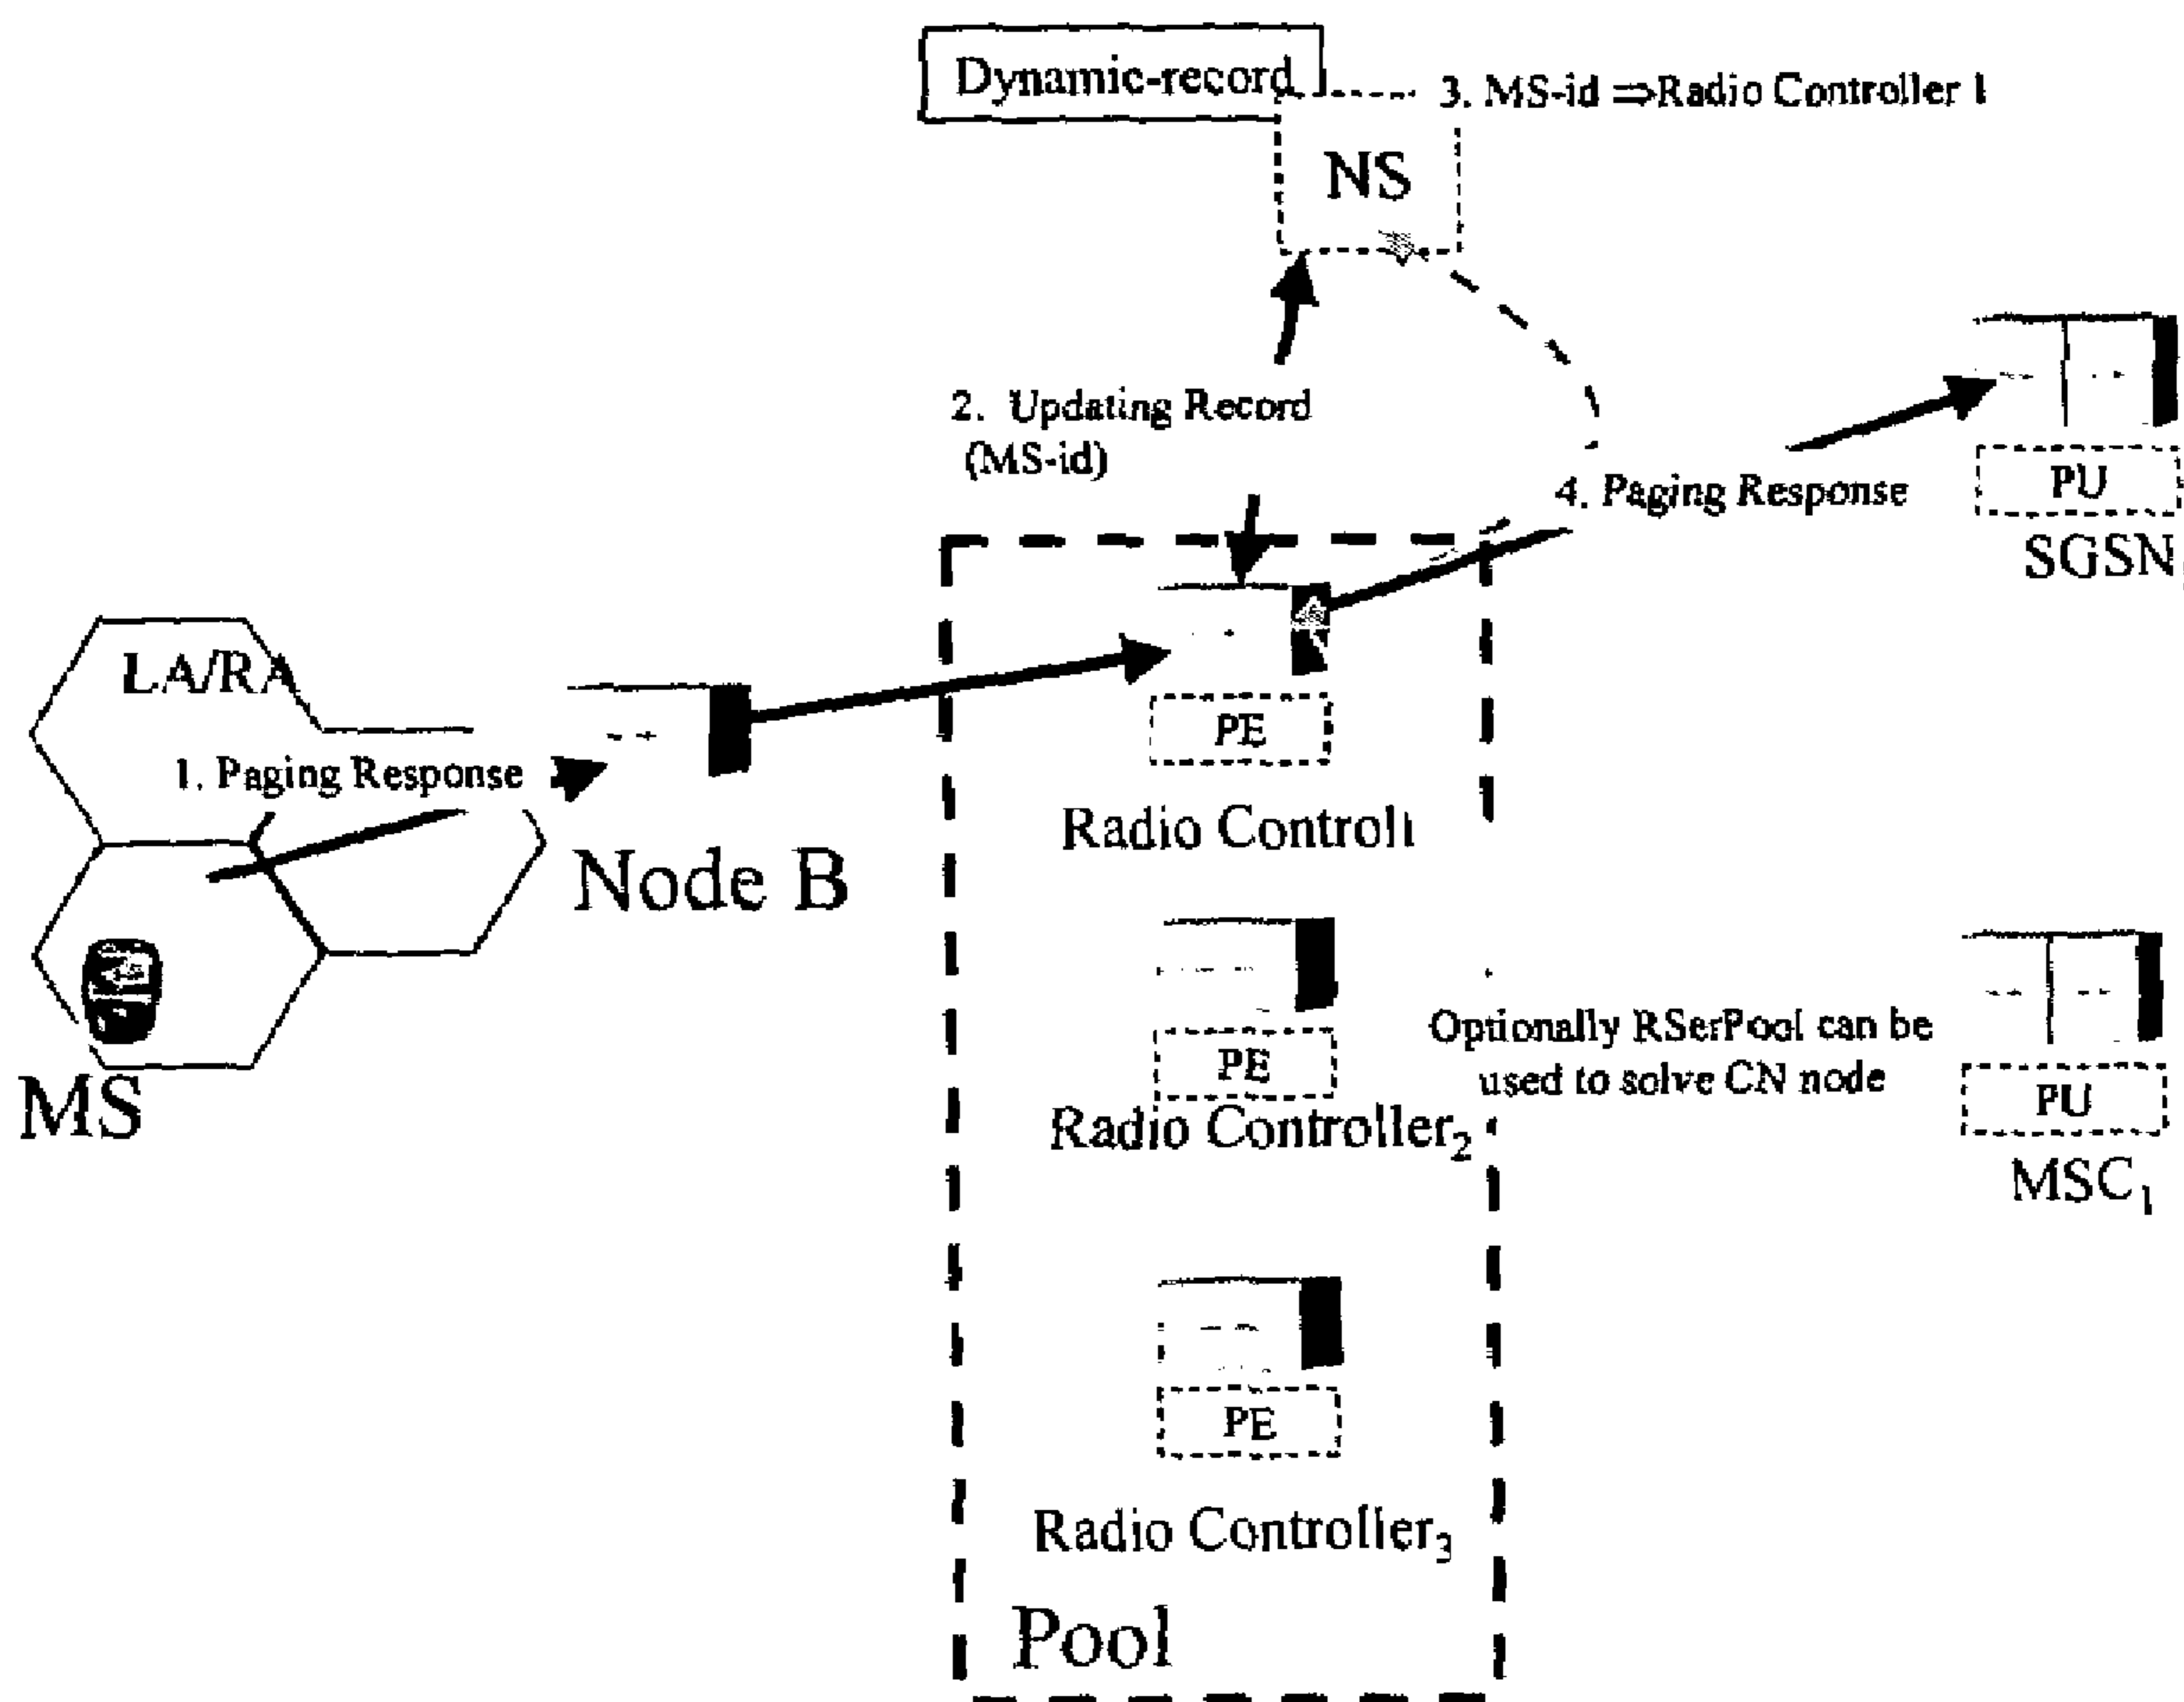 Dynamic-record
3. MS-id ⇒Radio Controller 1
NS
2. Updating Record
(MS-id)
4. Paging Response
PU
SGSN
LA/RA
1. Paging Response
PE
Radio Controll
Node B
MS
PE
Radio Controller2
Optionally RSerPool can be
used to solve CN node
PU
MSC1
PE
Radio Controller3
Pool